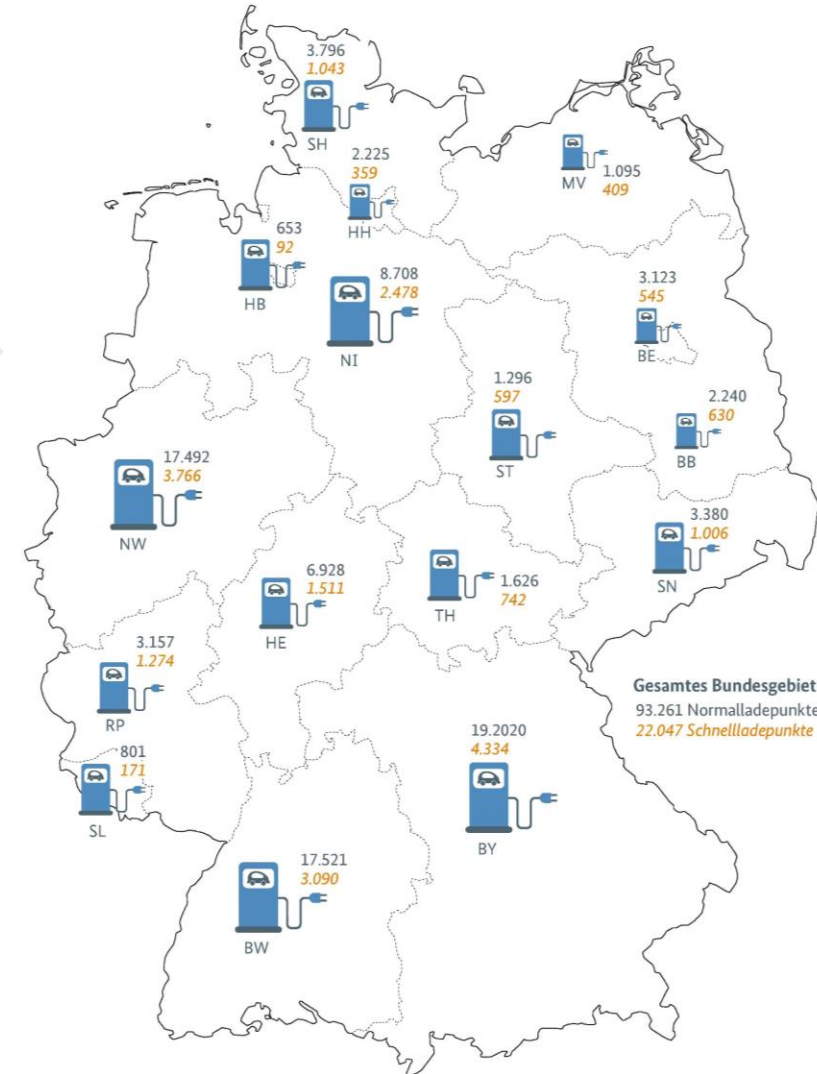 3.796
1.043
SH
2.225
359
HH
1.095
409
MV
653
92
HB
8.708
2.478
NI
3.123
545
BE
1.296
597
ST
2.240
630
BB
17.492
3.766
NW
3.380
1.006
SN
6.928
1.511
HE
1.626
742
TH
3.157
1.274
RP
Gesamtes Bundesgebiet
93.261 Normalladepunkte
22.047 Schnellladepunkte
801
171
SL
19.2020
4.334
BY
17.521
3.090
BW